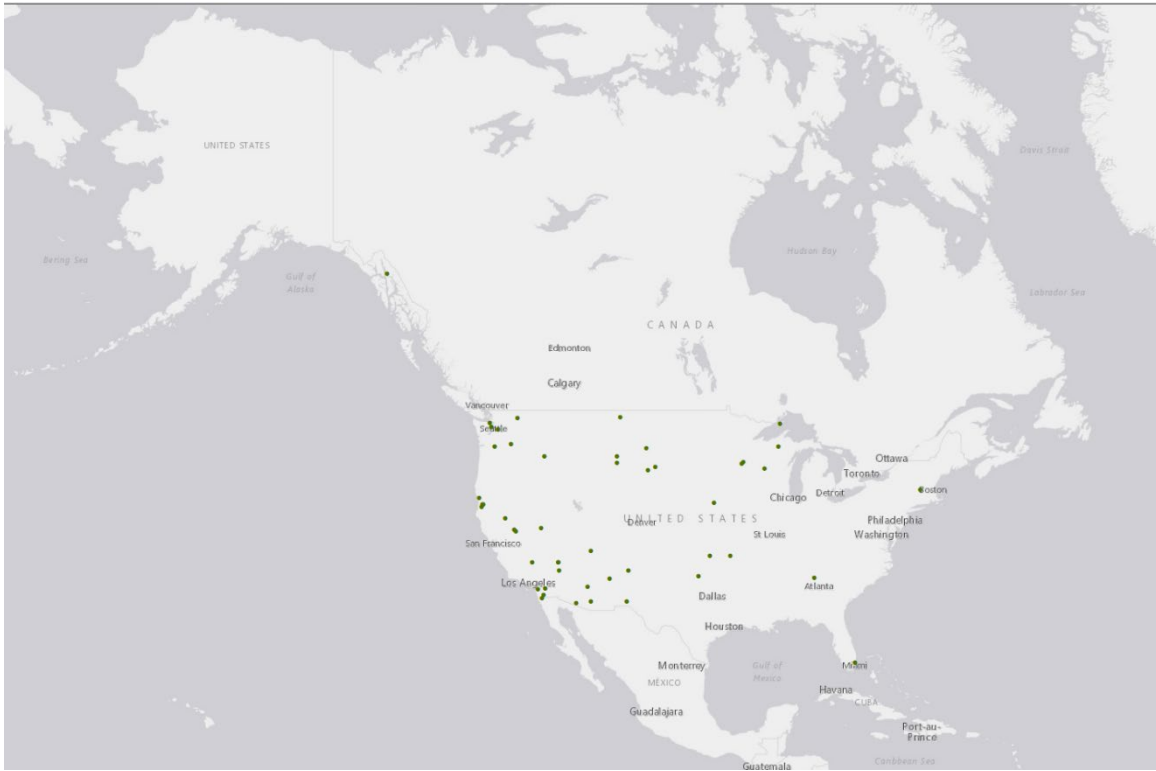 UNITED STATES
Davis Strait
Bering Sea
Gulf of
Alaska
Hudson Bay
Labrador Sea
CANADA
Edmonton
Calgary
Vancouver
Seattle
Ottawa
Toronto
Chicago
Detroit
Boston
UNITED STATES
Denver
Philadelphia
Washington
St Louis
San Francisco
Los Angeles
Atlanta
Dallas
Houston
Monterrey
Gulf of
Mexico
Miami
MÉXICO
Havana
CUBA
Guadalajara
Port-au-
Prince
Guatemala
Caribbean Sea